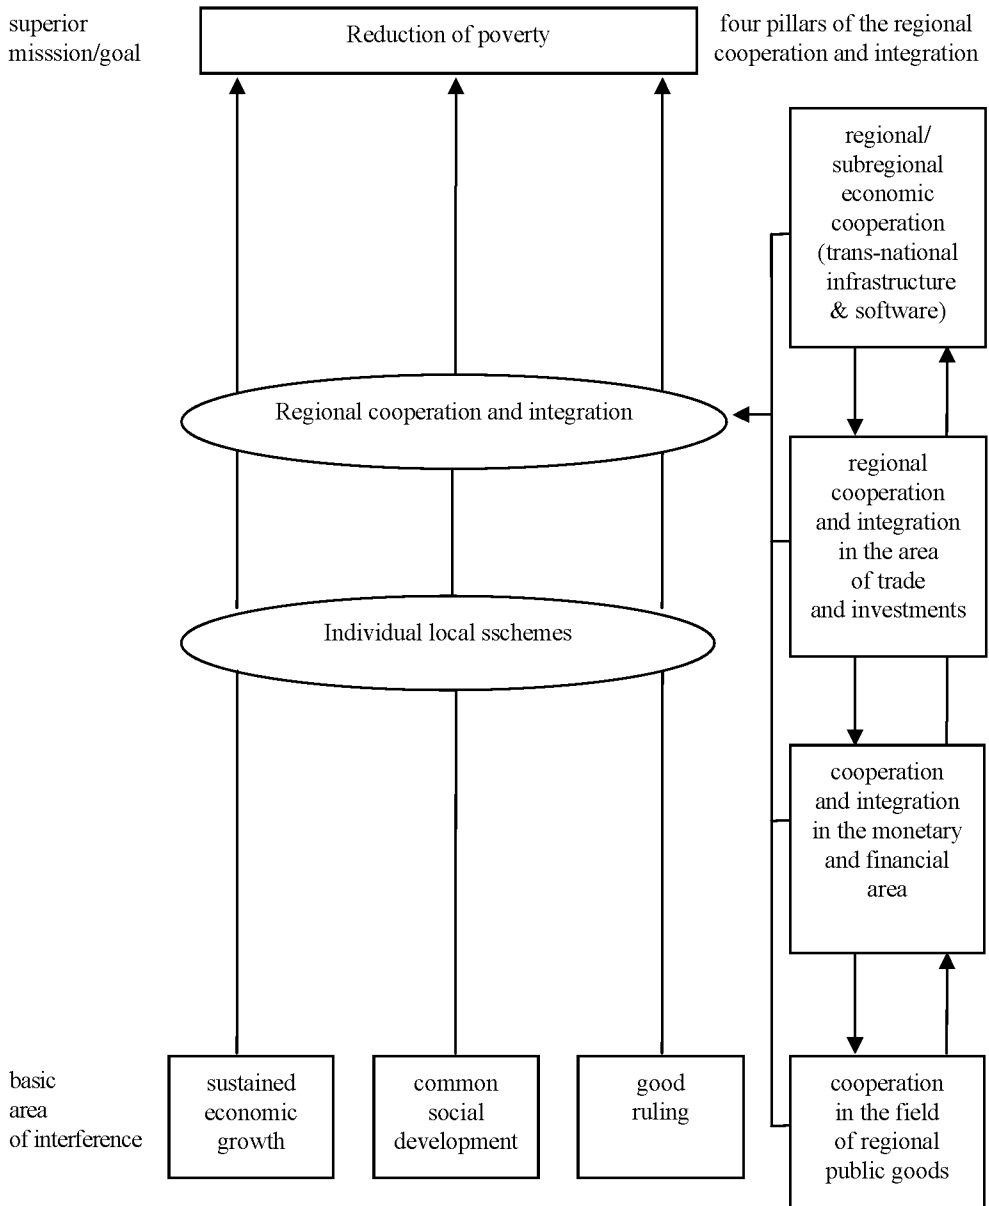 superior
misssion/goal
Reduction of poverty
four pillars of the regional
cooperation and integration
regional/
subregional
economic
cooperation
(trans-national
infrastructure
& software)
Regional cooperation and integration
regional
cooperation
and integration
in the area
of trade
and investments
Individual local sschemes
cooperation
and integration
in the monetary
and financial
area
basic
area
of interference
sustained
economic
growth
common
social
development
good
ruling
cooperation
in the field
of regional
public goods